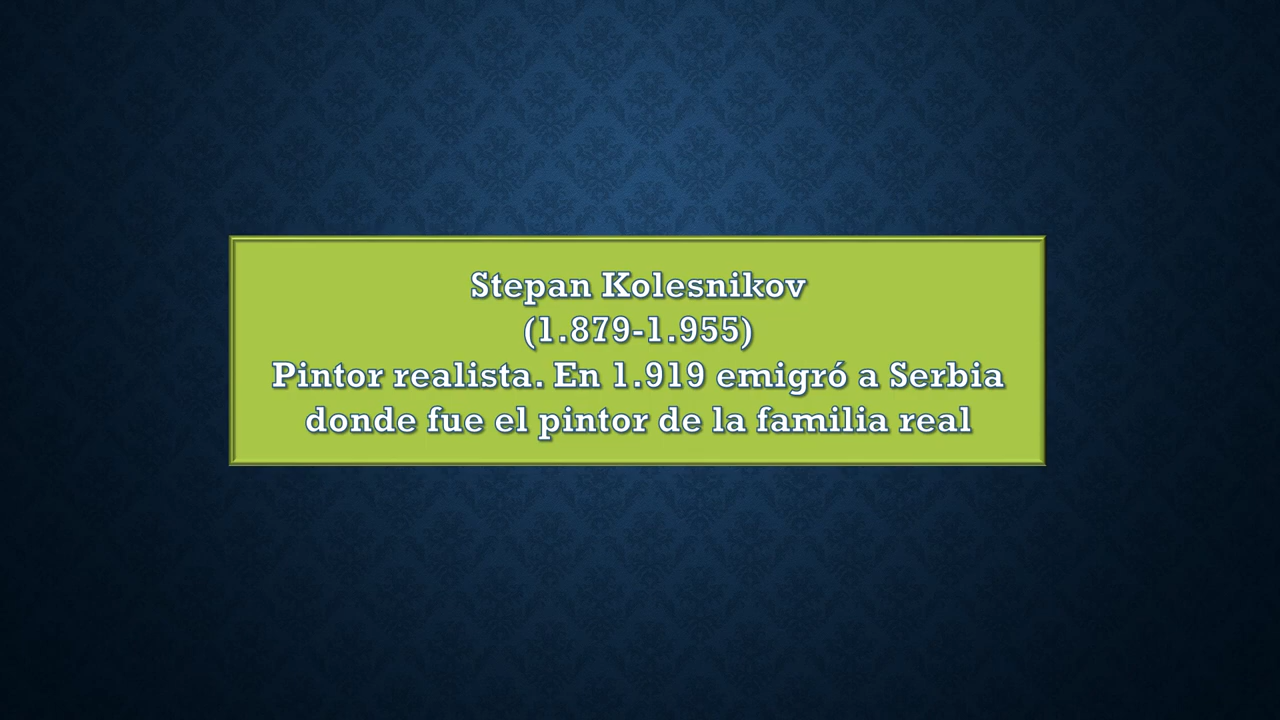 Stepan Kolesnikov
(1.879-1.955)
Pintor realista. En 1.919 emigró a Serbia
donde fue el pintor de la familia real